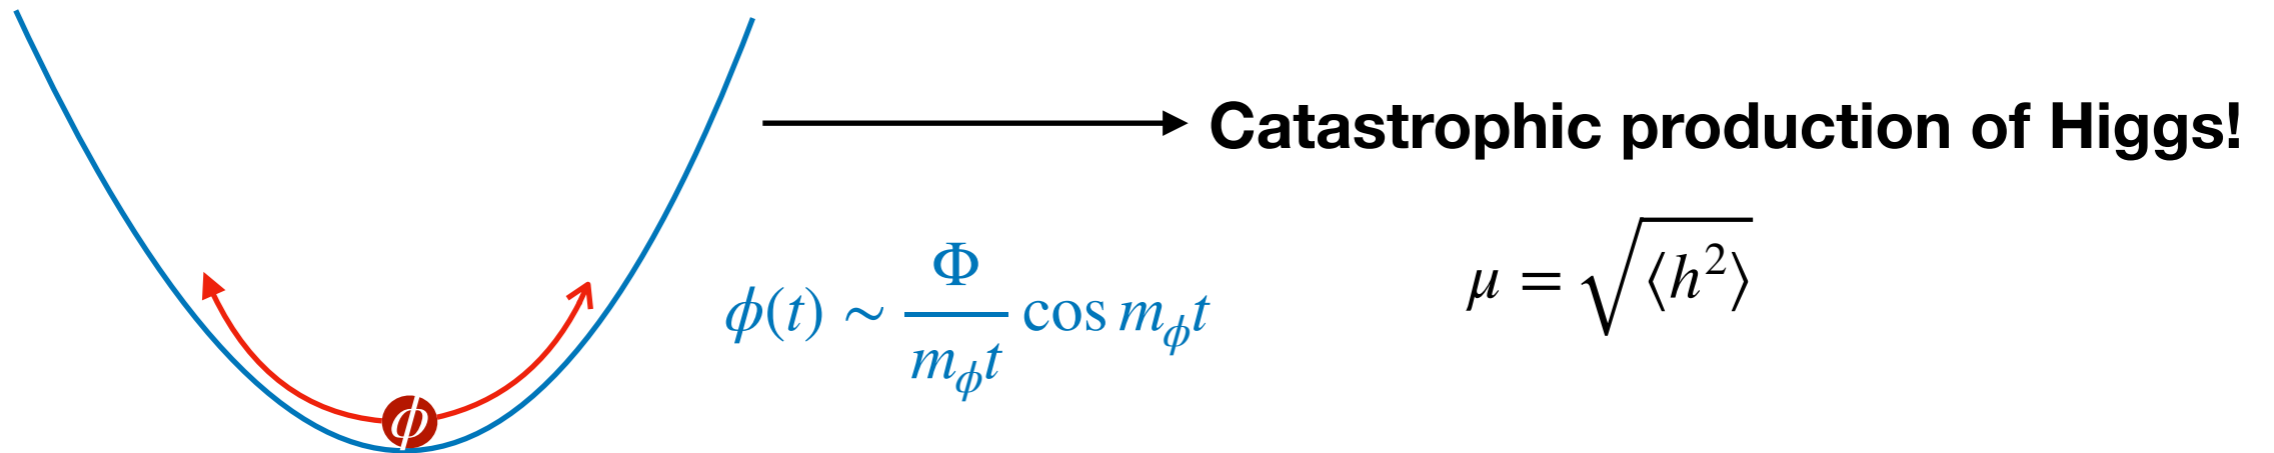 Catastrophic production of Higgs!
ϕ(t) ∼ Φ/(m_ϕ t) cos m_ϕ t
μ = √⟨h²⟩
ϕ